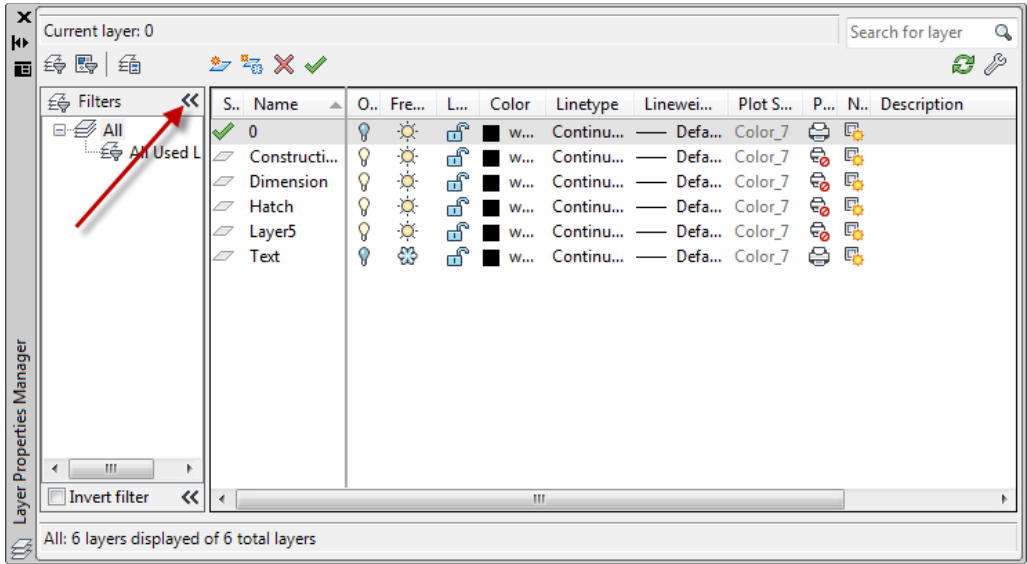 Current layer: 0
Search for layer
Filters
All
All Used L
S.. Name O.. Fre... L... Color Linetype Linewei... Plot S... P... N.. Description
0 w... Continu... Defa... Color_7
Constructi... w... Continu... Defa... Color_7
Dimension w... Continu... Defa... Color_7
Hatch w... Continu... Defa... Color_7
Layer5 w... Continu... Defa... Color_7
Text w... Continu... Defa... Color_7
Invert filter
All: 6 layers displayed of 6 total layers
Layer Properties Manager